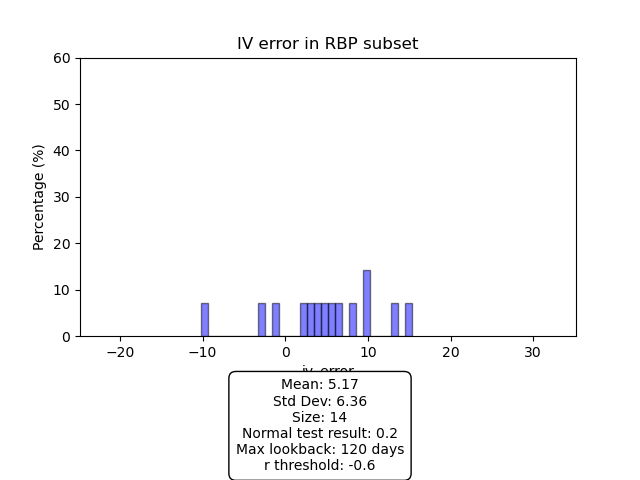 IV error in RBP subset
60
50
40
30
20
10
0
Percentage (%)
−20 −10 0 10 20 30
iv_error
Mean: 5.17
Std Dev: 6.36
Size: 14
Normal test result: 0.2
Max lookback: 120 days
r threshold: -0.6